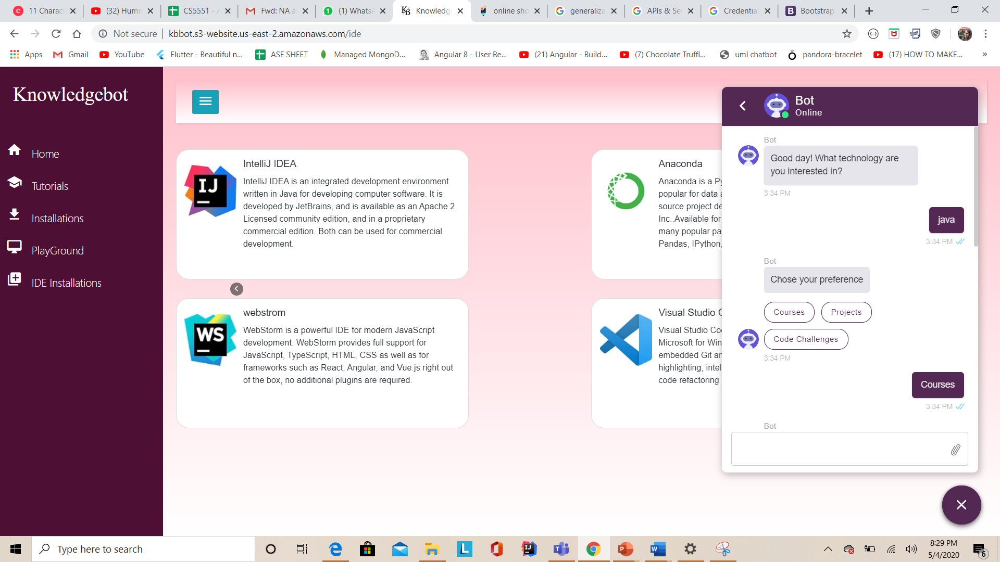 11 Charact
(32) Humm
CS5551 - A
Fwd: NA a
(1) WhatsA
Knowledge
online sho
generaliza
APIs & Se
Credential
Bootstrap
Not secure | kbbot.s3-website.us-east-2.amazonaws.com/ide
Apps
Gmail
YouTube
Flutter - Beautiful n...
ASE SHEET
Managed MongoD...
Angular 8 - User Re...
(21) Angular - Build...
(7) Chocolate Truffl...
uml chatbot
pandora-bracelet
(17) HOW TO MAKE...
»
Knowledgebot
Home
Tutorials
Installations
PlayGround
IDE Installations
IntelliJ IDEA
IntelliJ IDEA is an integrated development environment
written in Java for developing computer software. It is
developed by JetBrains, and is available as an Apache 2
Licensed community edition, and in a proprietary
commercial edition. Both can be used for commercial
development.
IJ
Anaconda
Anaconda is a Py
popular for data a
source project de
Inc..Available for
many popular pa
Pandas, IPython,
webstrom
WebStorm is a powerful IDE for modern JavaScript
development. WebStorm provides full support for
JavaScript, TypeScript, HTML, CSS as well as for
frameworks such as React, Angular, and Vue.js right out
of the box, no additional plugins are required.
WS
Visual Studio C
Visual Studio Co
Microsoft for Win
embedded Git an
highlighting, intel
code refactoring
Bot
Online
Bot
Good day! What technology are
you interested in?
3:34 PM
java
3:34 PM
Bot
Chose your preference
Courses
Projects
Code Challenges
3:34 PM
Courses
3:34 PM
Bot
Type here to search
8:29 PM
5/4/2020
6